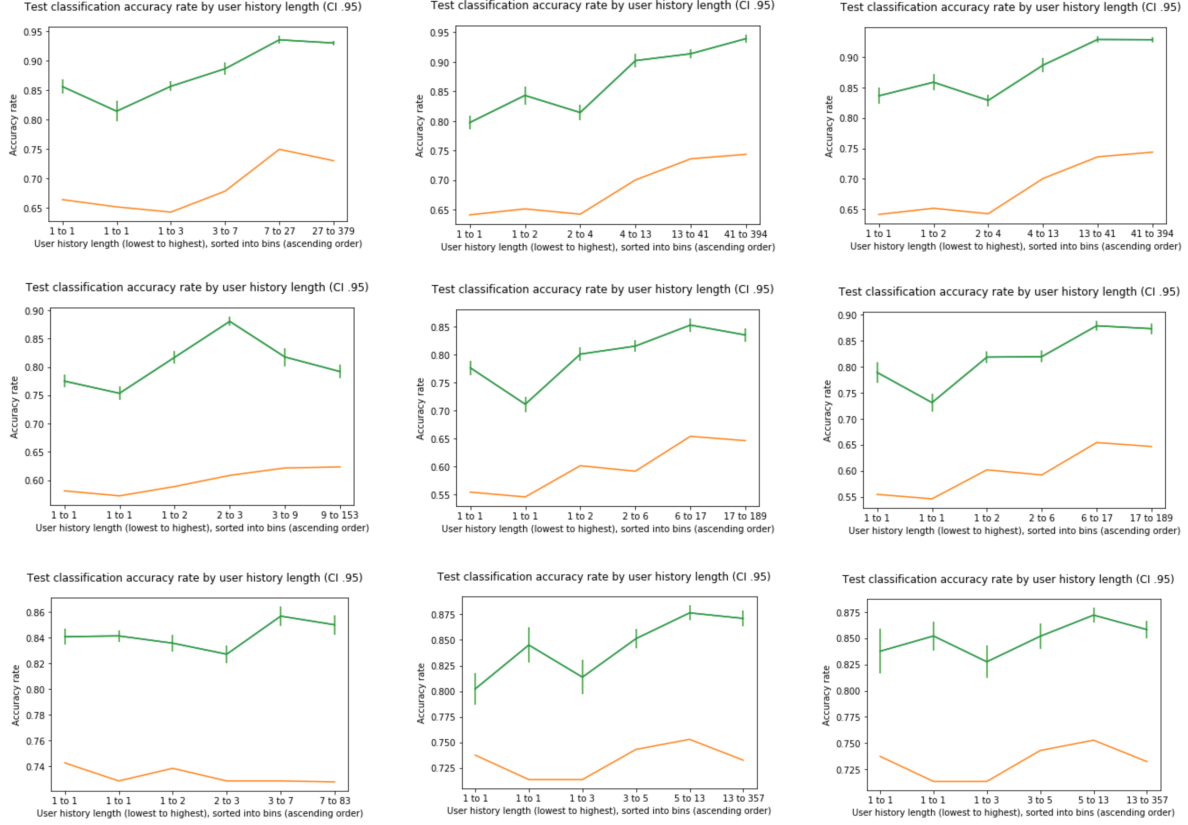 Test classification accuracy rate by user history length (CI .95)
0.95
0.90
0.85
0.80
0.75
0.70
0.65
Accuracy rate
1 to 1 1 to 1 1 to 3 3 to 7 7 to 27 27 to 379
User history length (lowest to highest), sorted into bins (ascending order)
Test classification accuracy rate by user history length (CI .95)
0.95
0.90
0.85
0.80
0.75
0.70
0.65
Accuracy rate
1 to 1 1 to 2 2 to 4 4 to 13 13 to 41 41 to 394
User history length (lowest to highest), sorted into bins (ascending order)
Test classification accuracy rate by user history length (CI .95)
0.90
0.85
0.80
0.75
0.70
0.65
Accuracy rate
1 to 1 1 to 2 2 to 4 4 to 13 13 to 41 41 to 394
User history length (lowest to highest), sorted into bins (ascending order)
Test classification accuracy rate by user history length (CI .95)
0.90
0.85
0.80
0.75
0.70
0.65
0.60
Accuracy rate
1 to 1 1 to 1 1 to 2 2 to 3 3 to 9 9 to 153
User history length (lowest to highest), sorted into bins (ascending order)
Test classification accuracy rate by user history length (CI .95)
0.85
0.80
0.75
0.70
0.65
0.60
0.55
Accuracy rate
1 to 1 1 to 1 1 to 2 2 to 6 6 to 17 17 to 189
User history length (lowest to highest), sorted into bins (ascending order)
Test classification accuracy rate by user history length (CI .95)
0.90
0.85
0.80
0.75
0.70
0.65
0.60
0.55
Accuracy rate
1 to 1 1 to 1 1 to 2 2 to 6 6 to 17 17 to 189
User history length (lowest to highest), sorted into bins (ascending order)
Test classification accuracy rate by user history length (CI .95)
0.86
0.84
0.82
0.80
0.78
0.76
0.74
Accuracy rate
1 to 1 1 to 1 1 to 2 2 to 3 3 to 7 7 to 83
User history length (lowest to highest), sorted into bins (ascending order)
Test classification accuracy rate by user history length (CI .95)
0.875
0.850
0.825
0.800
0.775
0.750
0.725
Accuracy rate
1 to 1 1 to 1 1 to 3 3 to 5 5 to 13 13 to 357
User history length (lowest to highest), sorted into bins (ascending order)
Test classification accuracy rate by user history length (CI .95)
0.875
0.850
0.825
0.800
0.775
0.750
0.725
Accuracy rate
1 to 1 1 to 1 1 to 3 3 to 5 5 to 13 13 to 357
User history length (lowest to highest), sorted into bins (ascending order)